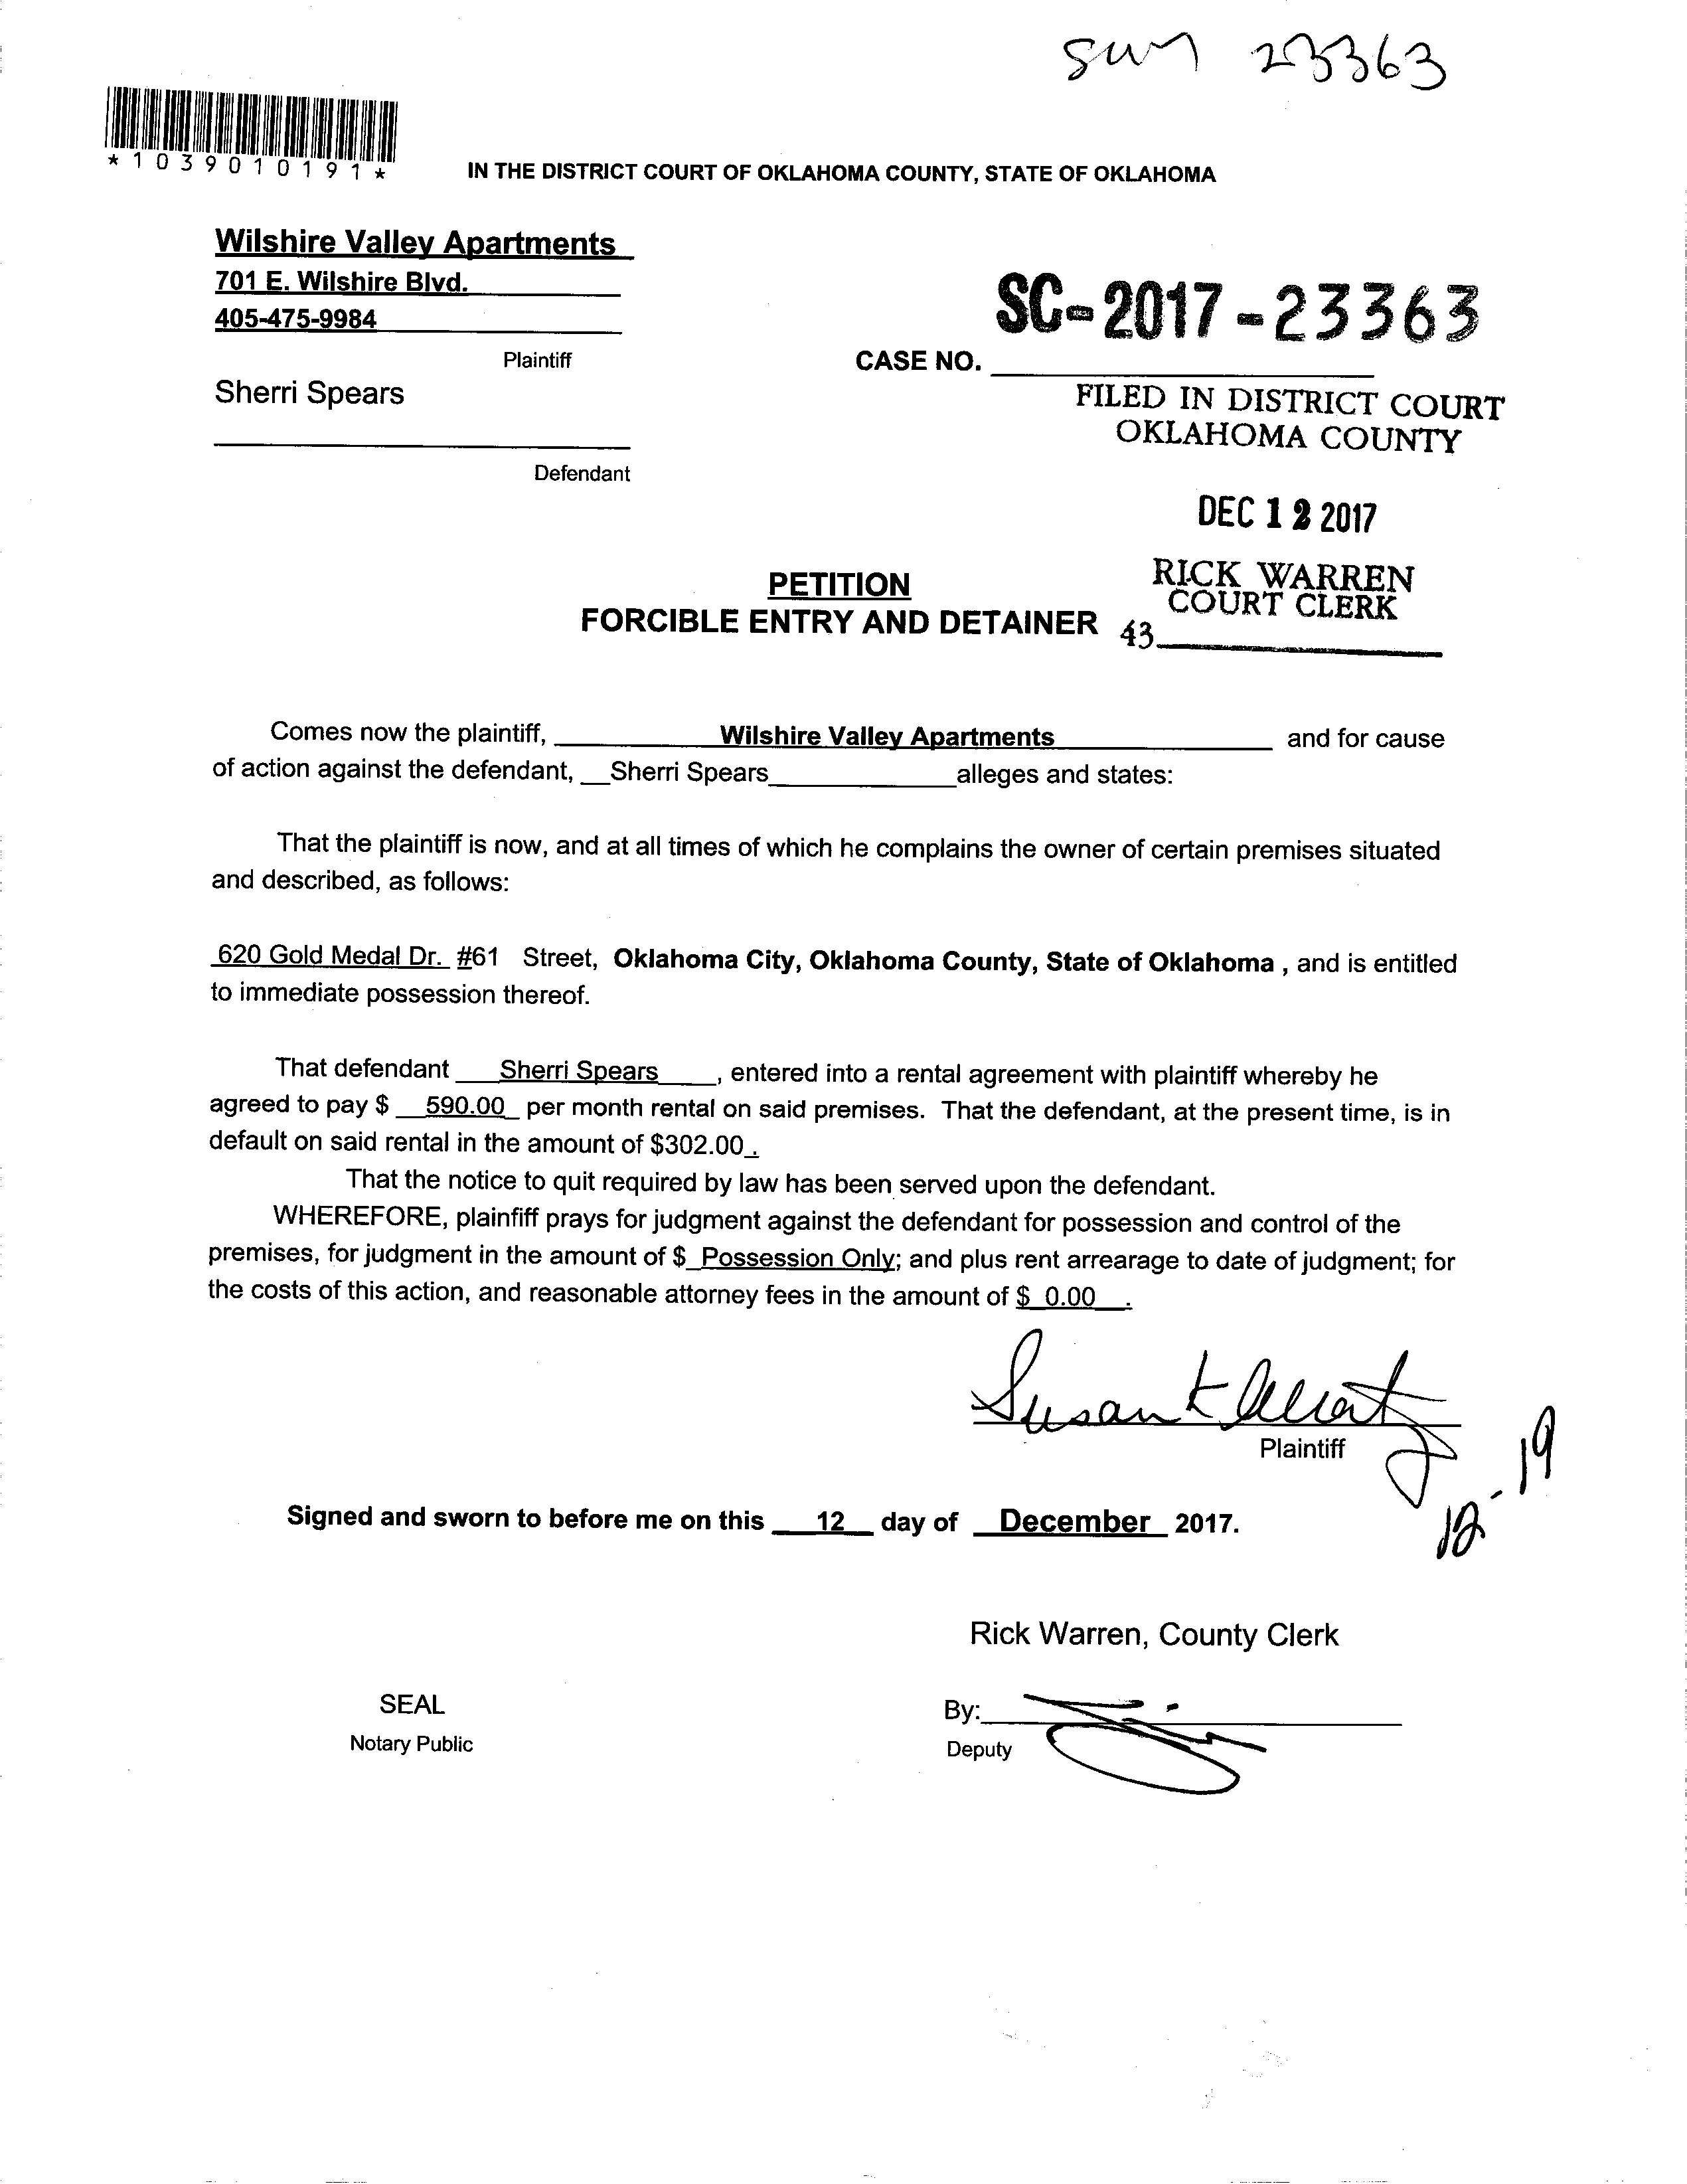 23363
*1039010191*
IN THE DISTRICT COURT OF OKLAHOMA COUNTY, STATE OF OKLAHOMA
Wilshire Valley Apartments
701 E. Wilshire Blvd.
405-475-9984
Plaintiff
SC-2017-23363
CASE NO.
Sherri Spears
Defendant
FILED IN DISTRICT COURT
OKLAHOMA COUNTY
DEC 12 2017
RICK WARREN
COURT CLERK
43
PETITION
FORCIBLE ENTRY AND DETAINER
Comes now the plaintiff, Wilshire Valley Apartments and for cause
of action against the defendant, Sherri Spears alleges and states:
That the plaintiff is now, and at all times of which he complains the owner of certain premises situated
and described, as follows:
620 Gold Medal Dr. #61 Street, Oklahoma City, Oklahoma County, State of Oklahoma , and is entitled
to immediate possession thereof.
That defendant Sherri Spears, entered into a rental agreement with plaintiff whereby he
agreed to pay $ 590.00 per month rental on said premises. That the defendant, at the present time, is in
default on said rental in the amount of $302.00 .
That the notice to quit required by law has been served upon the defendant.
WHEREFORE, plainfiff prays for judgment against the defendant for possession and control of the
premises, for judgment in the amount of $ Possession Only; and plus rent arrearage to date of judgment; for
the costs of this action, and reasonable attorney fees in the amount of $ 0.00 .
Susan K
Plaintiff
12-19
Signed and sworn to before me on this 12 day of December 2017.
Rick Warren, County Clerk
SEAL
Notary Public
By:
Deputy